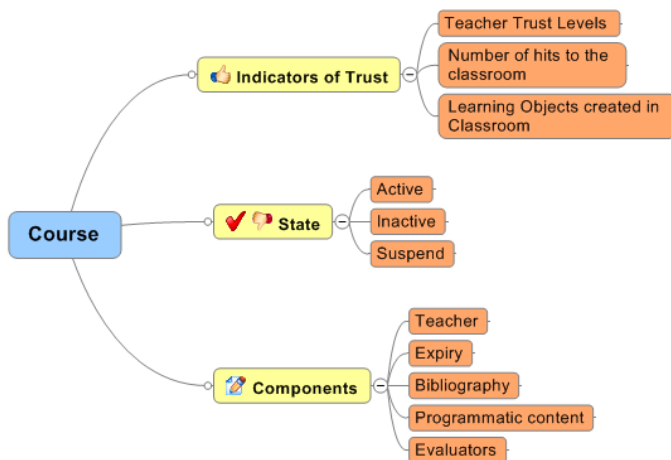 Course
Indicators of Trust
Teacher Trust Levels
Number of hits to the
classroom
Learning Objects created in
Classroom
State
Active
Inactive
Suspend
Components
Teacher
Expiry
Bibliography
Programmatic content
Evaluators